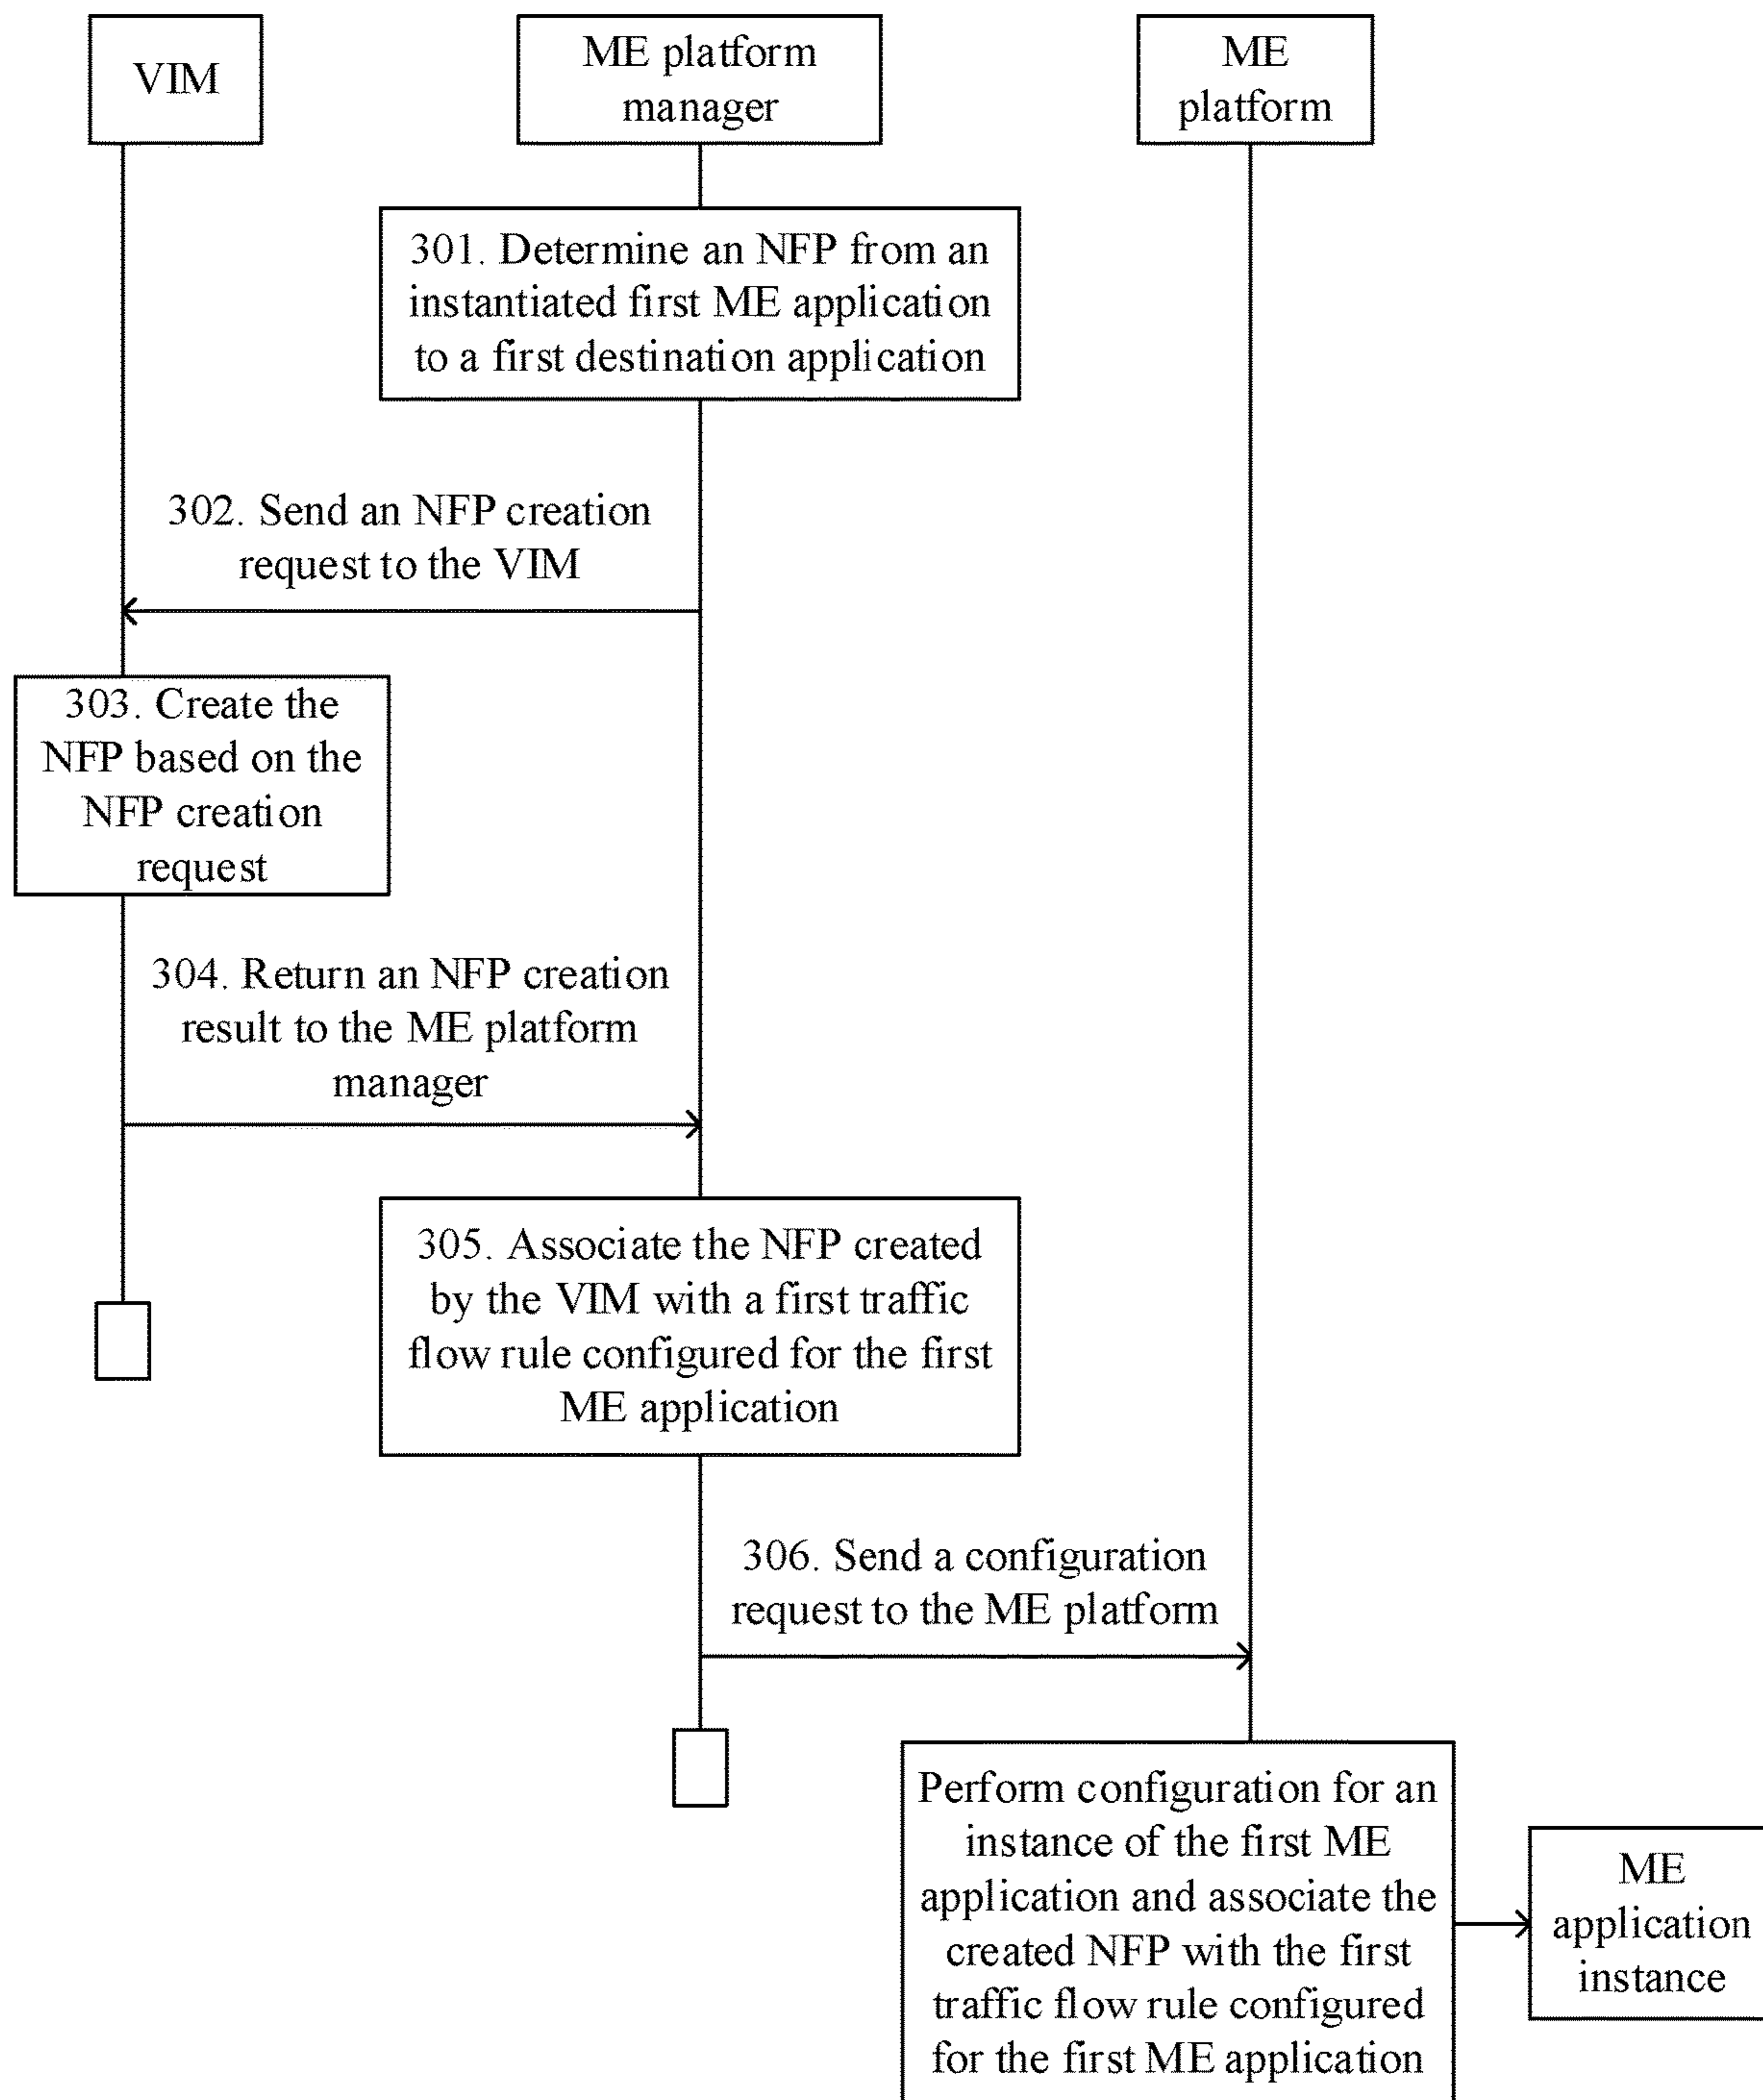 VIM
ME platform
manager
ME
platform
301. Determine an NFP from an
instantiated first ME application
to a first destination application
302. Send an NFP creation
request to the VIM
303. Create the
NFP based on the
NFP creation
request
304. Return an NFP creation
result to the ME platform
manager
305. Associate the NFP created
by the VIM with a first traffic
flow rule configured for the first
ME application
306. Send a configuration
request to the ME platform
Perform configuration for an
instance of the first ME
application and associate the
created NFP with the first
traffic flow rule configured
for the first ME application
ME
application
instance